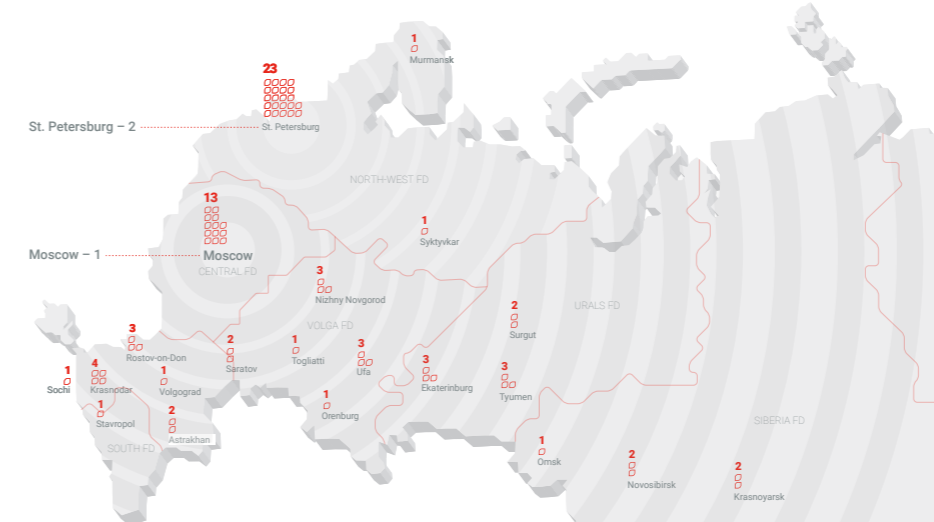 1
Murmansk
23
St. Petersburg – 2
St. Petersburg
NORTH-WEST FD
13
1
Syktyvkar
Moscow – 1
Moscow
CENTRAL FD
3
Nizhny Novgorod
2
Surgut
URALS FD
VOLGA FD
3
Rostov-on-Don
2
Saratov
1
Togliatti
3
Ufa
3
Ekaterinburg
3
Tyumen
1
Sochi
4
Krasnodar
1
Volgograd
1
Stavropol
2
Astrakhan
1
Orenburg
SOUTH FD
SIBERIA FD
1
Omsk
2
Novosibirsk
2
Krasnoyarsk